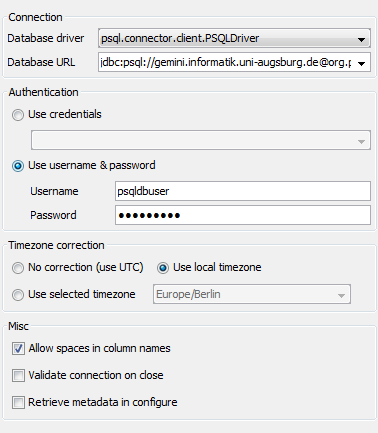 Connection
Database driver psql.connector.client.PSQLDriver
Database URL jdbc:psql://gemini.informatik.uni-augsburg.de@org.p
Authentication
Use credentials
Use username & password
Username psqldbuser
Password •••••••••
Timezone correction
No correction (use UTC) Use local timezone
Use selected timezone Europe/Berlin
Misc
Allow spaces in column names
Validate connection on close
Retrieve metadata in configure